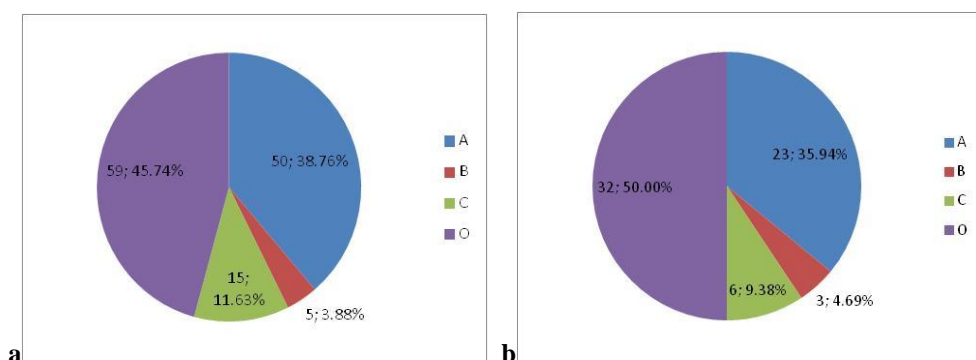 59; 45.74%
50; 38.76%
15;
11.63%
5; 3.88%
A
B
C
O
a
32; 50.00%
23; 35.94%
6; 9.38%
3; 4.69%
A
B
C
O
b